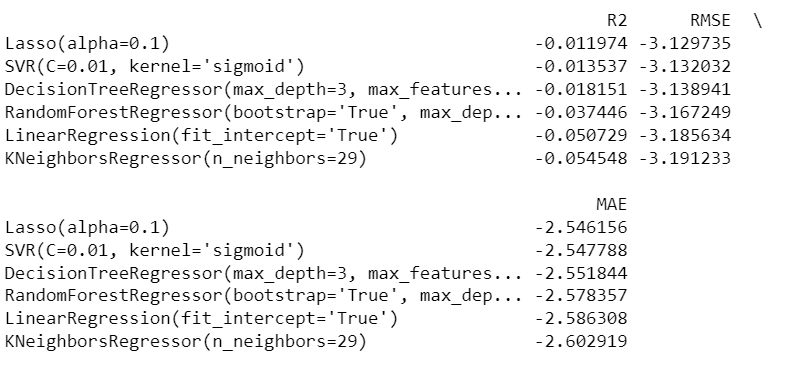 R2 RMSE \
Lasso(alpha=0.1) -0.011974 -3.129735
SVR(C=0.01, kernel='sigmoid') -0.013537 -3.132032
DecisionTreeRegressor(max_depth=3, max_features... -0.018151 -3.138941
RandomForestRegressor(bootstrap='True', max_dep... -0.037446 -3.167249
LinearRegression(fit_intercept='True') -0.050729 -3.185634
KNeighborsRegressor(n_neighbors=29) -0.054548 -3.191233
MAE
Lasso(alpha=0.1) -2.546156
SVR(C=0.01, kernel='sigmoid') -2.547788
DecisionTreeRegressor(max_depth=3, max_features... -2.551844
RandomForestRegressor(bootstrap='True', max_dep... -2.578357
LinearRegression(fit_intercept='True') -2.586308
KNeighborsRegressor(n_neighbors=29) -2.602919